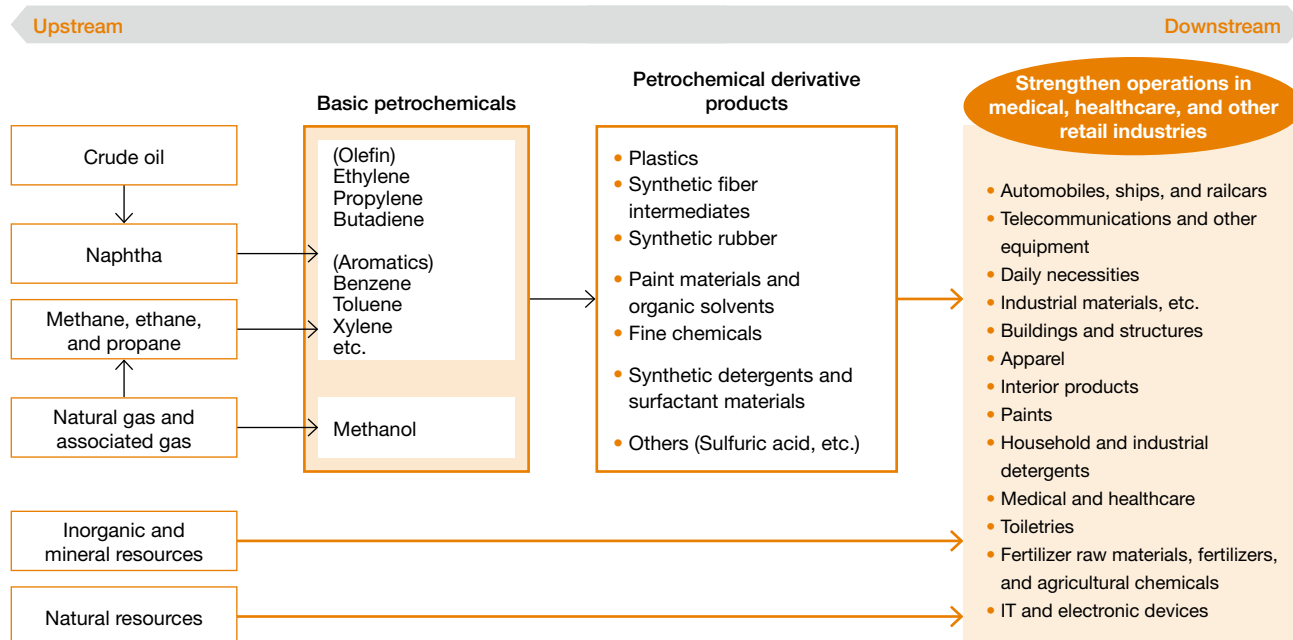 Upstream
Downstream
Basic petrochemicals
Petrochemical derivative
products
Strengthen operations in
medical, healthcare, and other
retail industries
Crude oil
Naphtha
Methane, ethane,
and propane
Natural gas and
associated gas
Inorganic and
mineral resources
Natural resources
(Olefin)
Ethylene
Propylene
Butadiene
(Aromatics)
Benzene
Toluene
Xylene
etc.
Methanol
• Plastics
• Synthetic fiber
intermediates
• Synthetic rubber
• Paint materials and
organic solvents
• Fine chemicals
• Synthetic detergents and
surfactant materials
• Others (Sulfuric acid, etc.)
• Automobiles, ships, and railcars
• Telecommunications and other
equipment
• Daily necessities
• Industrial materials, etc.
• Buildings and structures
• Apparel
• Interior products
• Paints
• Household and industrial
detergents
• Medical and healthcare
• Toiletries
• Fertilizer raw materials, fertilizers,
and agricultural chemicals
• IT and electronic devices